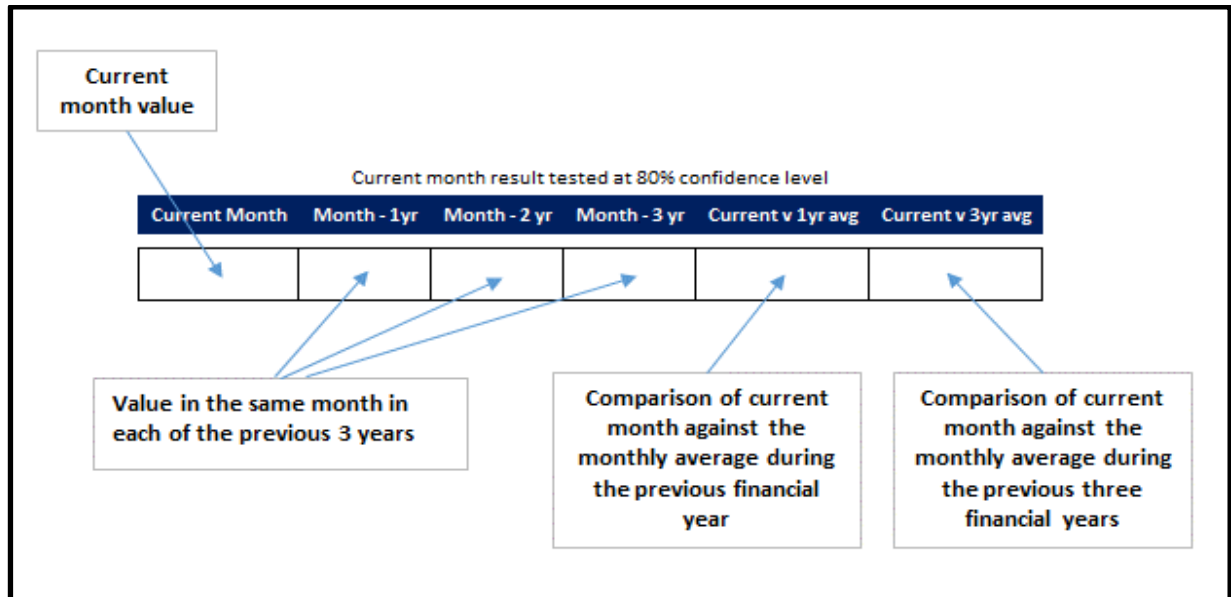 Current
month value
Current month result tested at 80% confidence level
Current Month Month - 1yr Month - 2 yr Month - 3 yr Current v 1yr avg Current v 3yr avg
Value in the same month in
each of the previous 3 years
Comparison of current
month against the
monthly average during
the previous financial
year
Comparison of current
month against the
monthly average during
the previous three
financial years